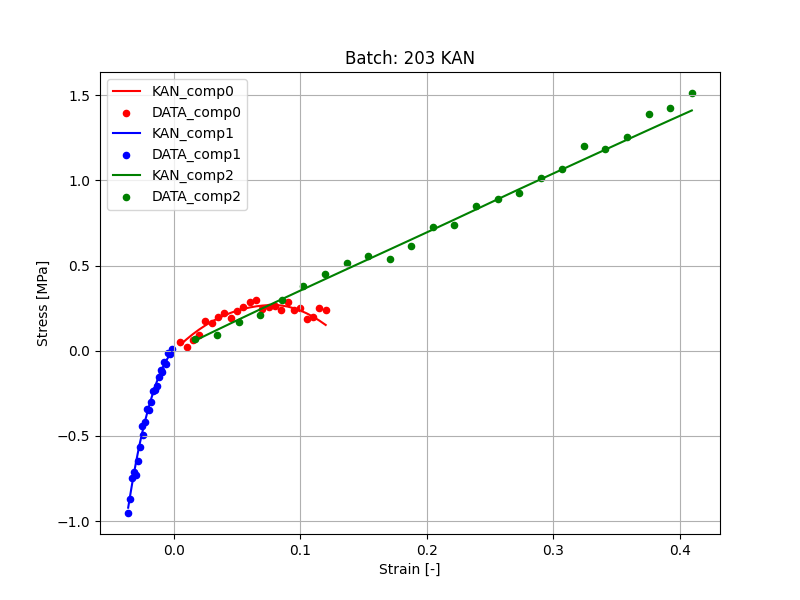 Batch: 203 KAN
KAN_comp0
DATA_comp0
KAN_comp1
DATA_comp1
KAN_comp2
DATA_comp2
1.5
1.0
0.5
0.0
−0.5
−1.0
Stress [MPa]
0.0 0.1 0.2 0.3 0.4
Strain [-]